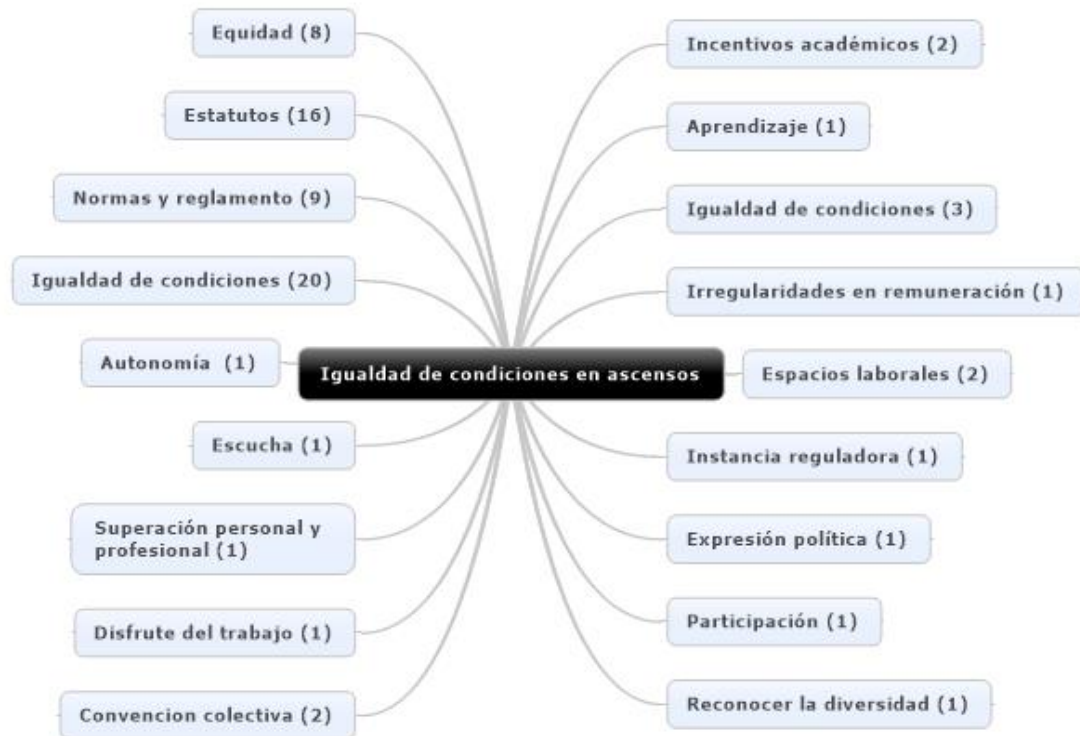 Equidad (8)
Estatutos (16)
Normas y reglamento (9)
Igualdad de condiciones (20)
Autonomía  (1)
Escucha (1)
Superación personal y
profesional (1)
Disfrute del trabajo (1)
Convencion colectiva (2)
Igualdad de condiciones en ascensos
Incentivos académicos (2)
Aprendizaje (1)
Igualdad de condiciones (3)
Irregularidades en remuneración (1)
Espacios laborales (2)
Instancia reguladora (1)
Expresión política (1)
Participación (1)
Reconocer la diversidad (1)